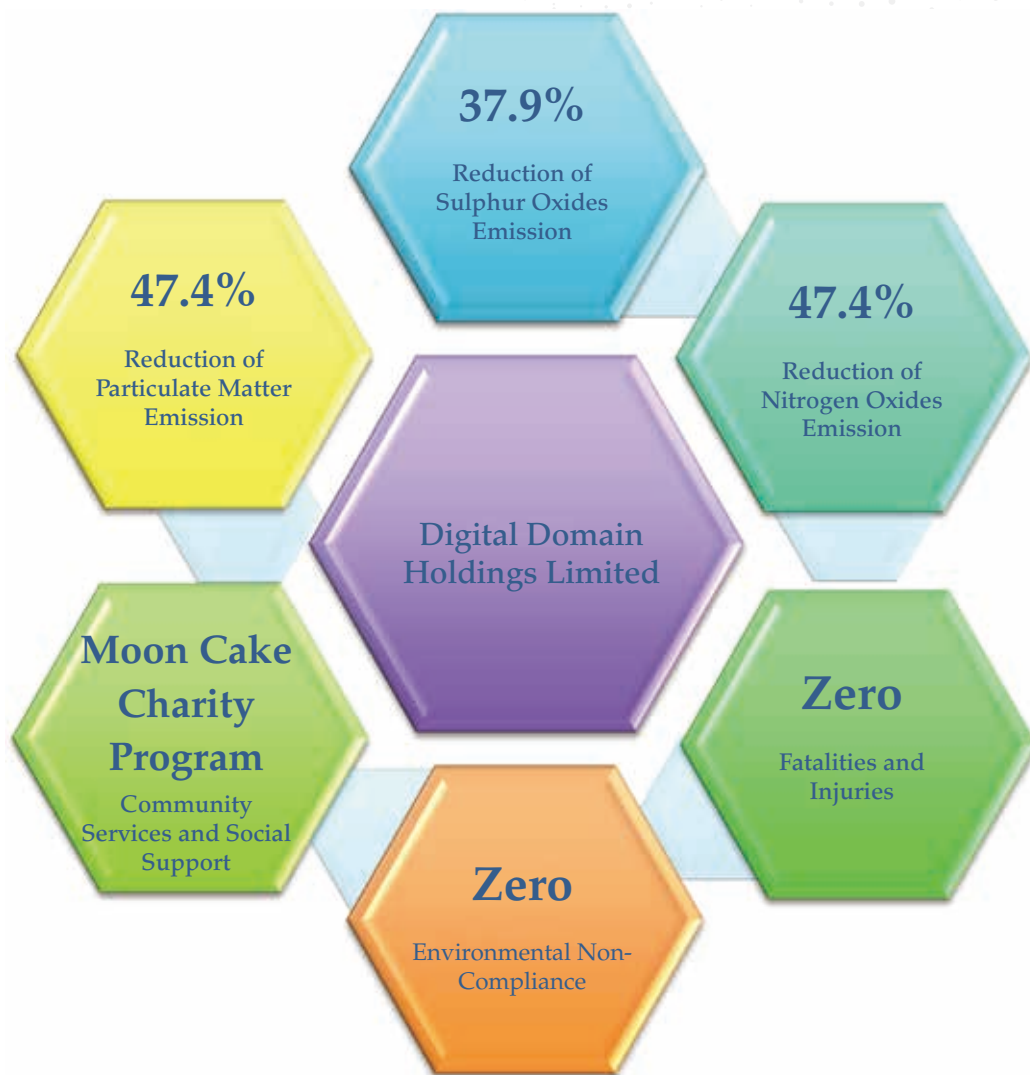 37.9%
Reduction of
Sulphur Oxides
Emission
47.4%
Reduction of
Nitrogen Oxides
Emission
Zero
Fatalities and
Injuries
Zero
Environmental Non-
Compliance
Moon Cake
Charity
Program
Community
Services and Social
Support
47.4%
Reduction of
Particulate Matter
Emission
Digital Domain
Holdings Limited